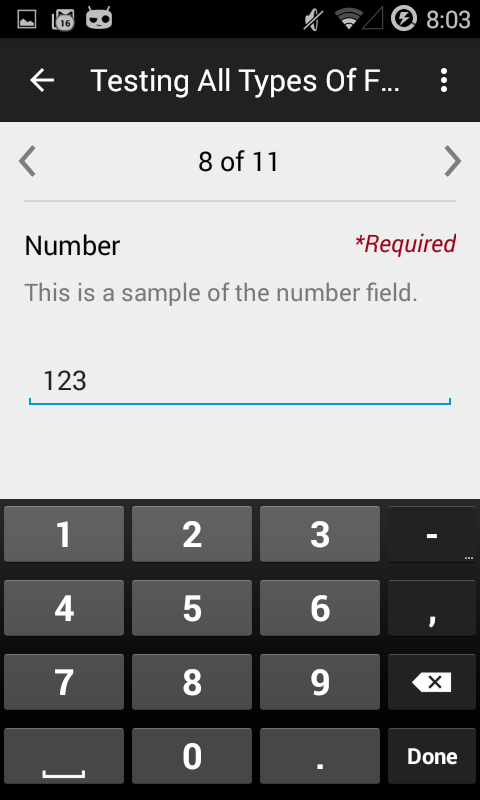 16
8:03
Testing All Types Of F...
8 of 11
Number
*Required
This is a sample of the number field.
123
1 2 3 -
...
4 5 6 ,
7 8 9
0 . Done